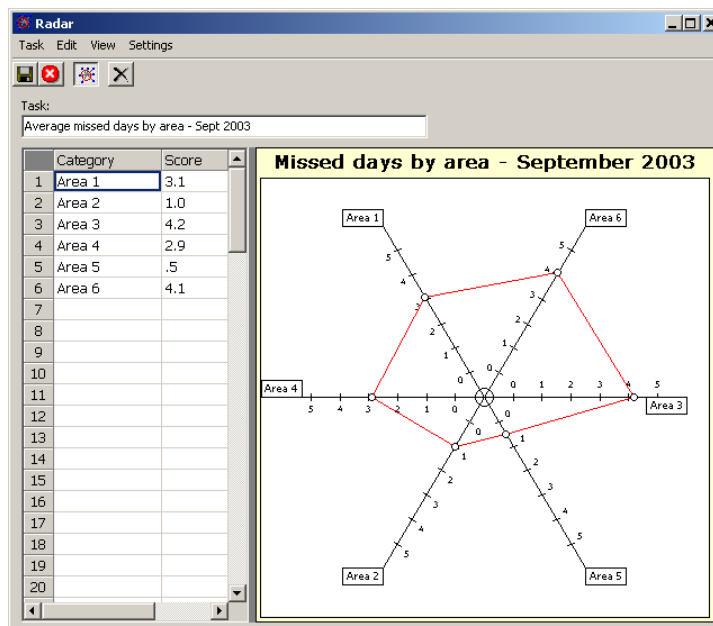 Radar
Task Edit View Settings
Task:
Average missed days by area - Sept 2003
Category Score
1 Area 1 3.1
2 Area 2 1.0
3 Area 3 4.2
4 Area 4 2.9
5 Area 5 .5
6 Area 6 4.1
7
8
9
10
11
12
13
14
15
16
17
18
19
20
Missed days by area - September 2003
Area 1
5
4
3
2
1
0
Area 6
5
4
3
2
1
0
Area 4
5 4 3 2 1 0
0 1 2 3 4 5
Area 3
0
1
2
3
4
5
Area 2
0
1
2
3
4
5
Area 5